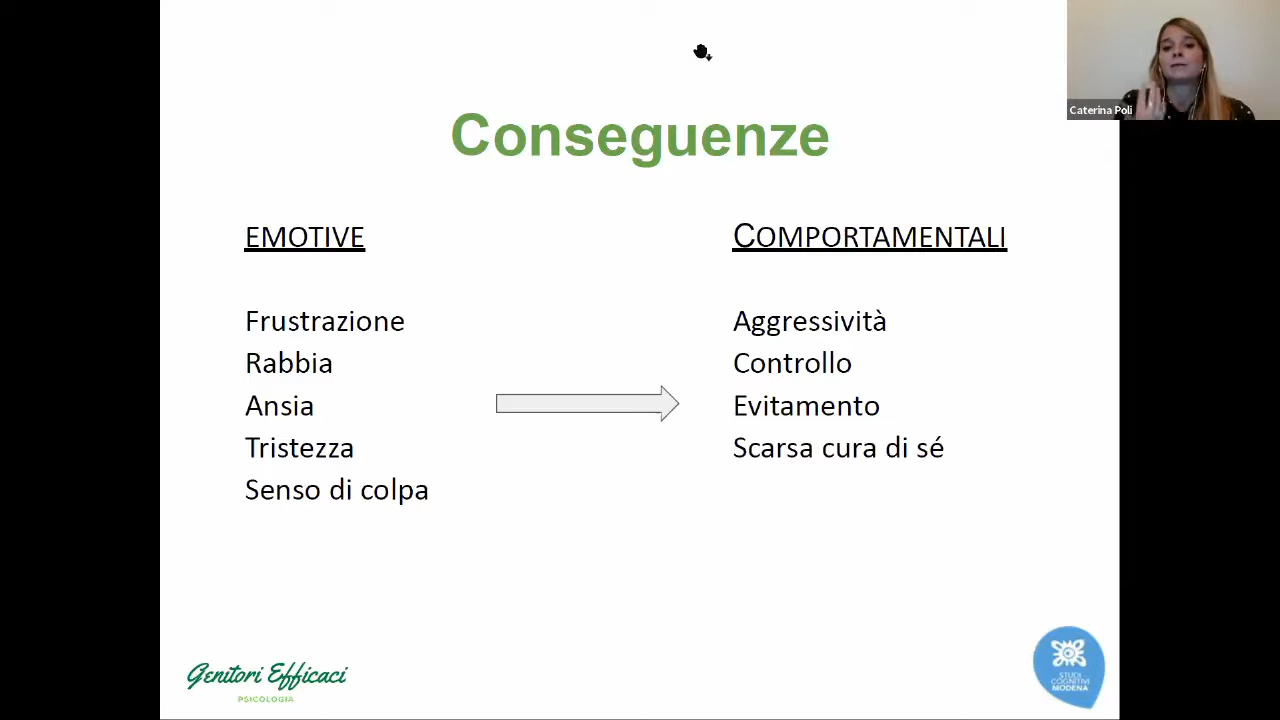 Caterina Poli
Conseguenze
EMOTIVE
Frustrazione
Rabbia
Ansia
Tristezza
Senso di colpa
COMPORTAMENTALI
Aggressività
Controllo
Evitamento
Scarsa cura di sé
Genitori Efficaci
PSICOLOGIA
STUDI
COGNITIVI
MODENA